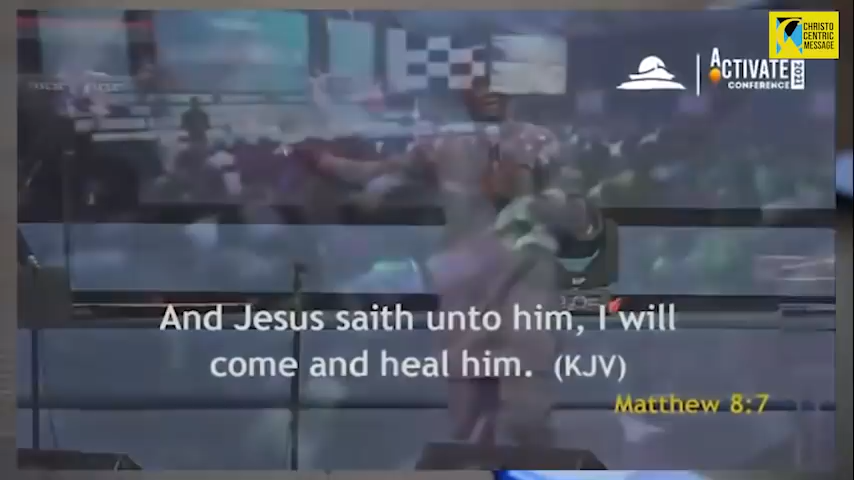 CHRISTO
CENTRIC
MESSAGE
ACTIVATE 2021
CONFERENCE
And Jesus saith unto him, I will
come and heal him. (KJV)
Matthew 8:7